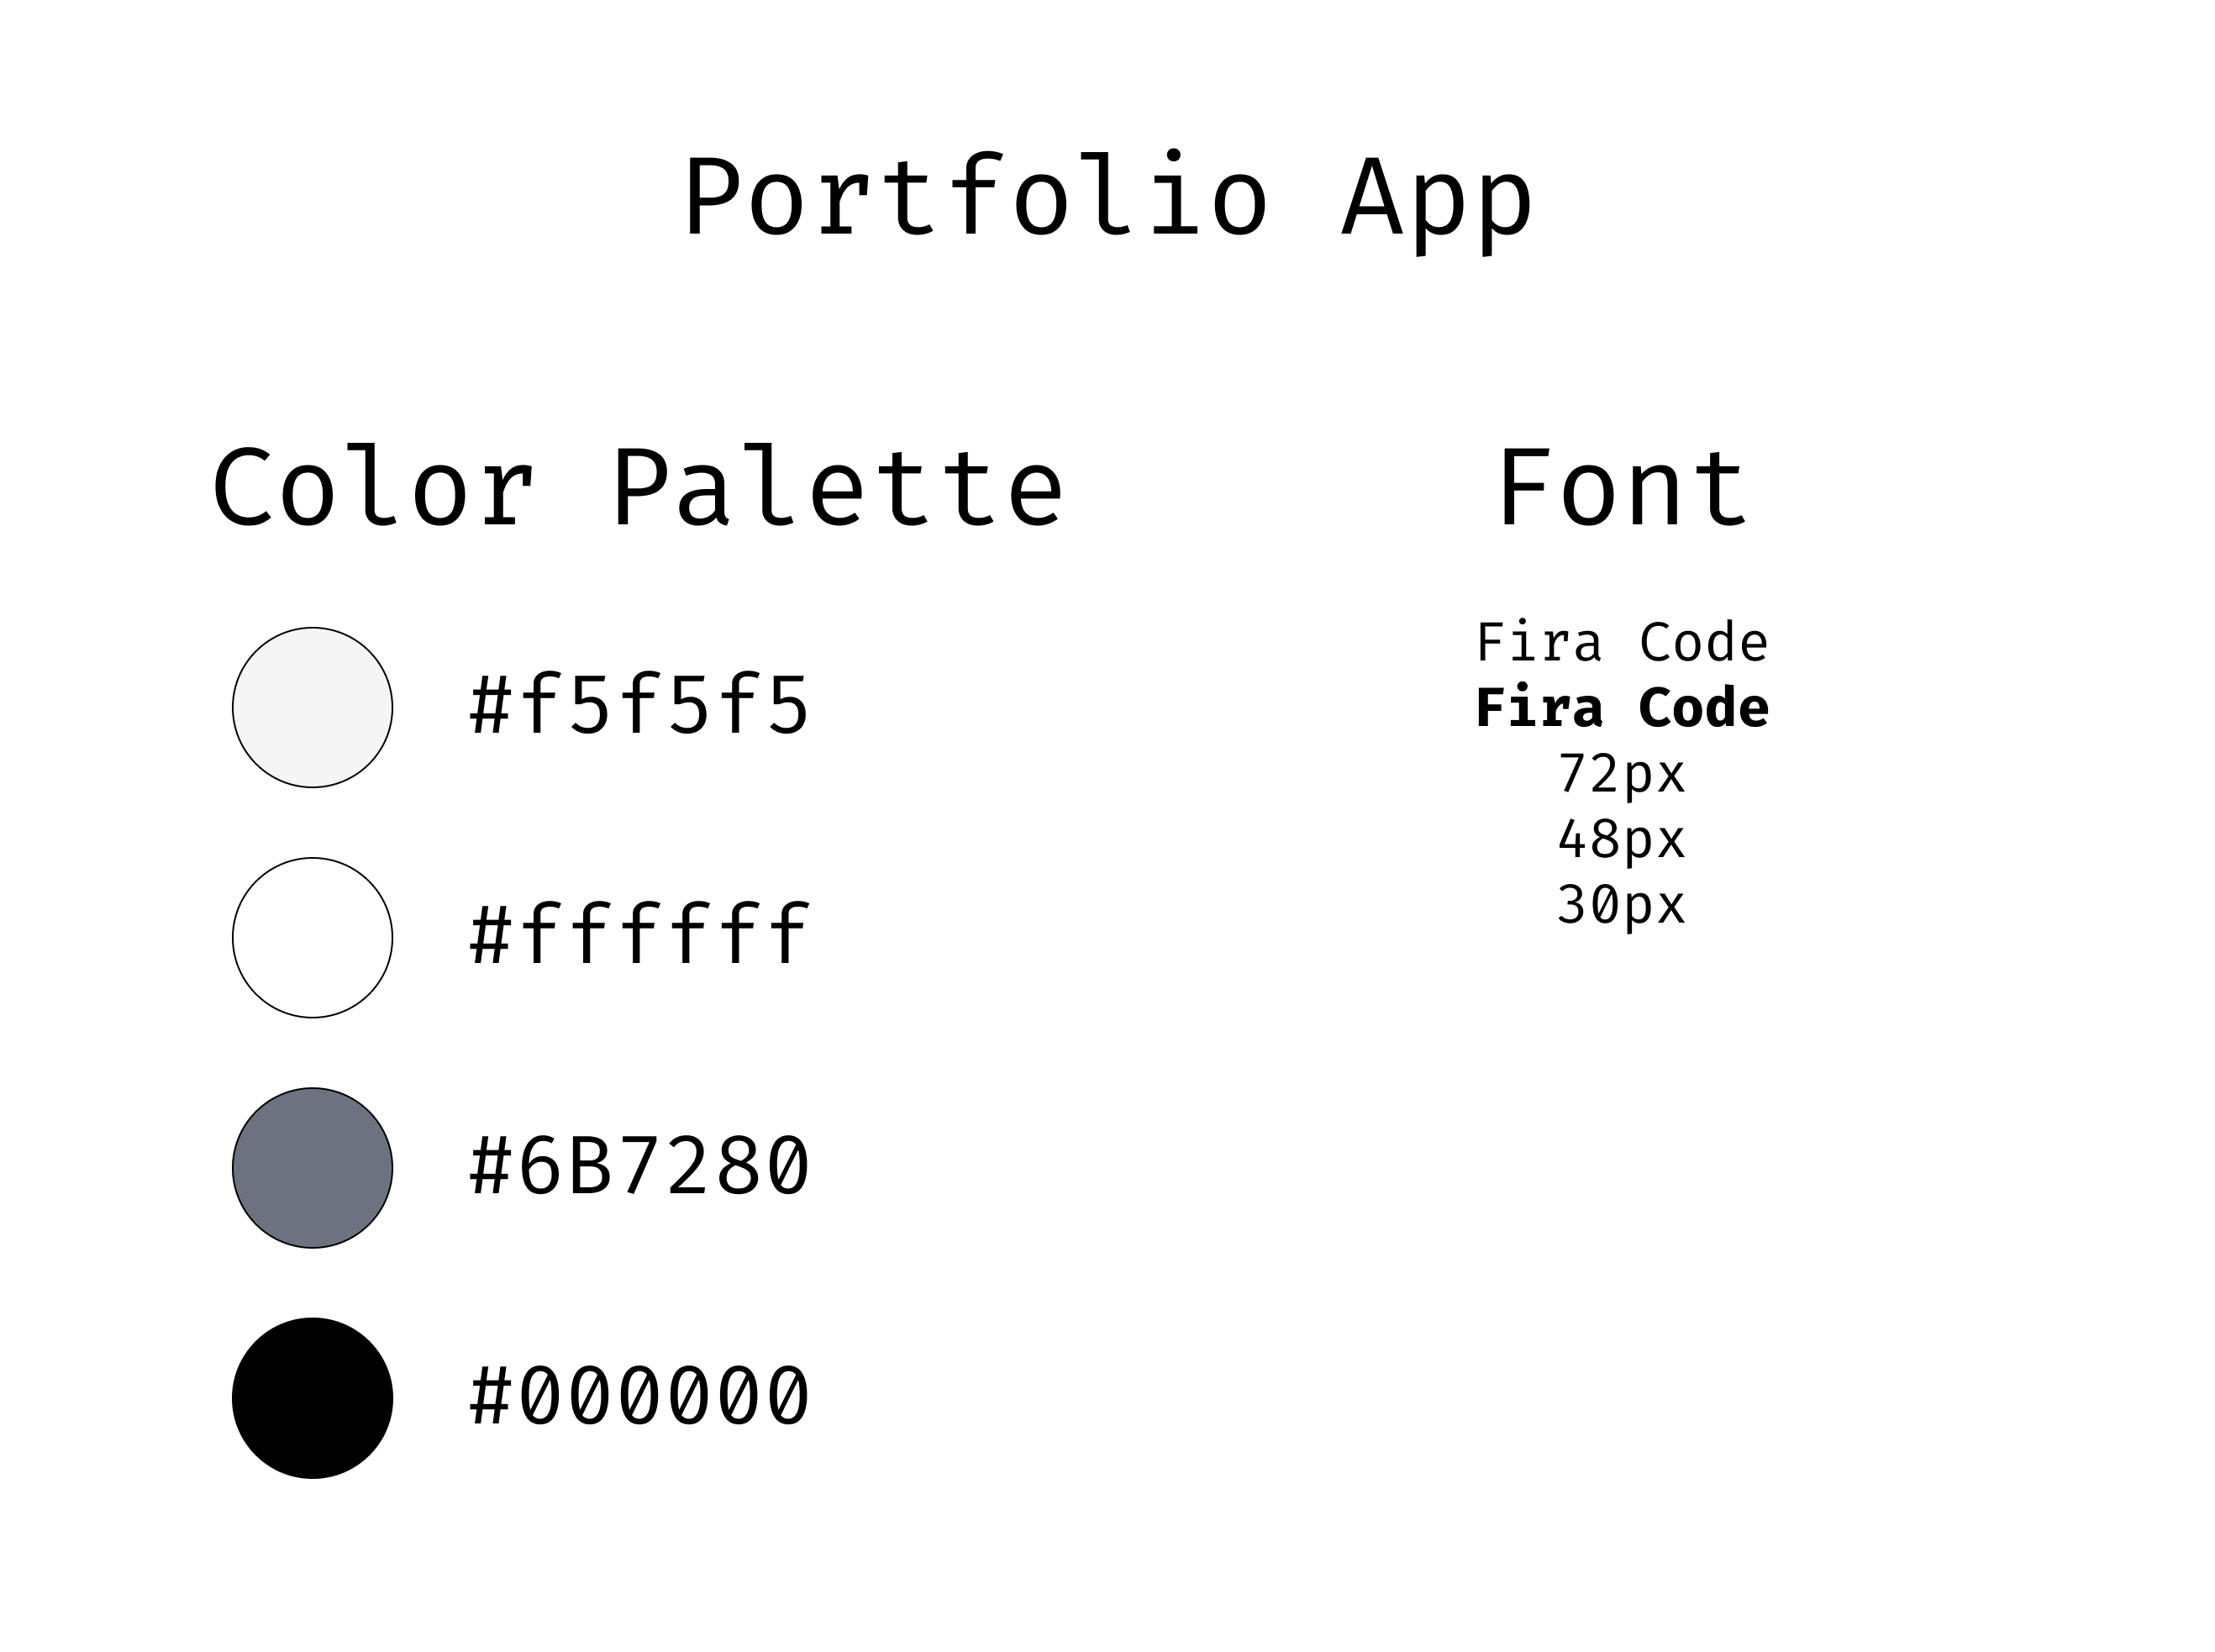 Portfolio App
Color Palette
#f5f5f5
#ffffff
#6B7280
#000000
Font
Fira Code
Fira Code
72px
48px
30px